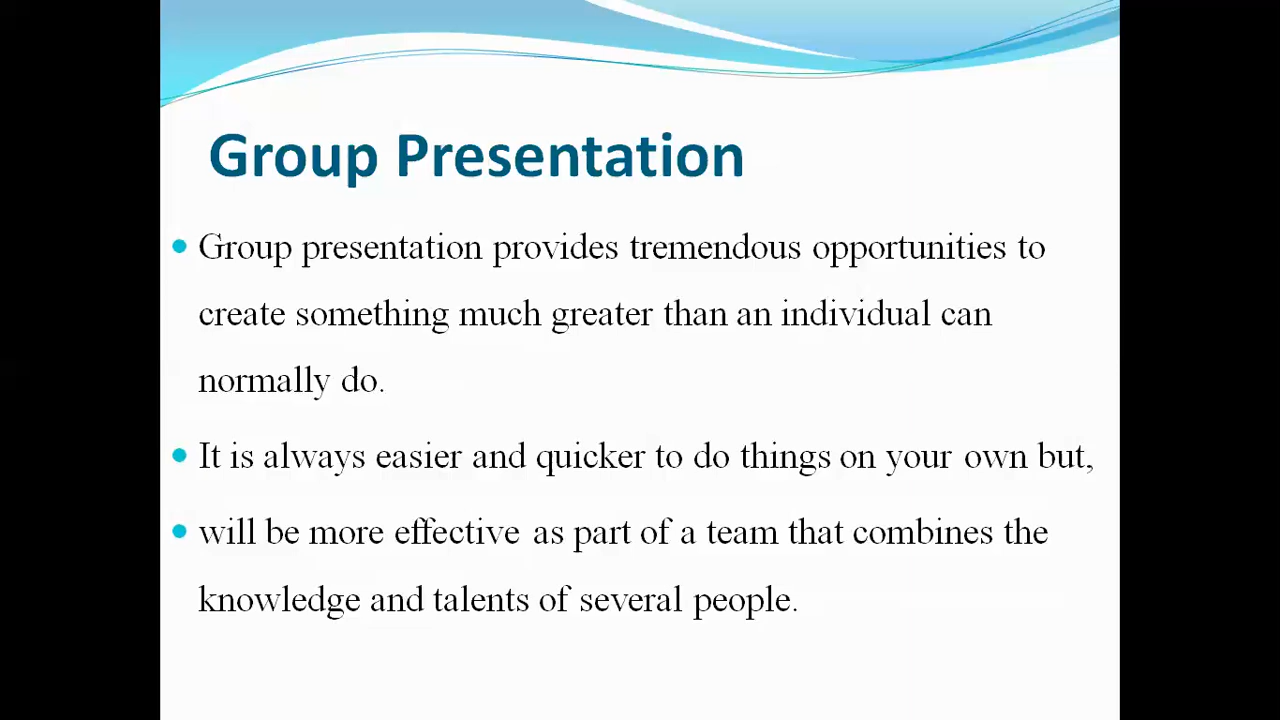 Group Presentation
Group presentation provides tremendous opportunities to
create something much greater than an individual can
normally do.
It is always easier and quicker to do things on your own but,
will be more effective as part of a team that combines the
knowledge and talents of several people.